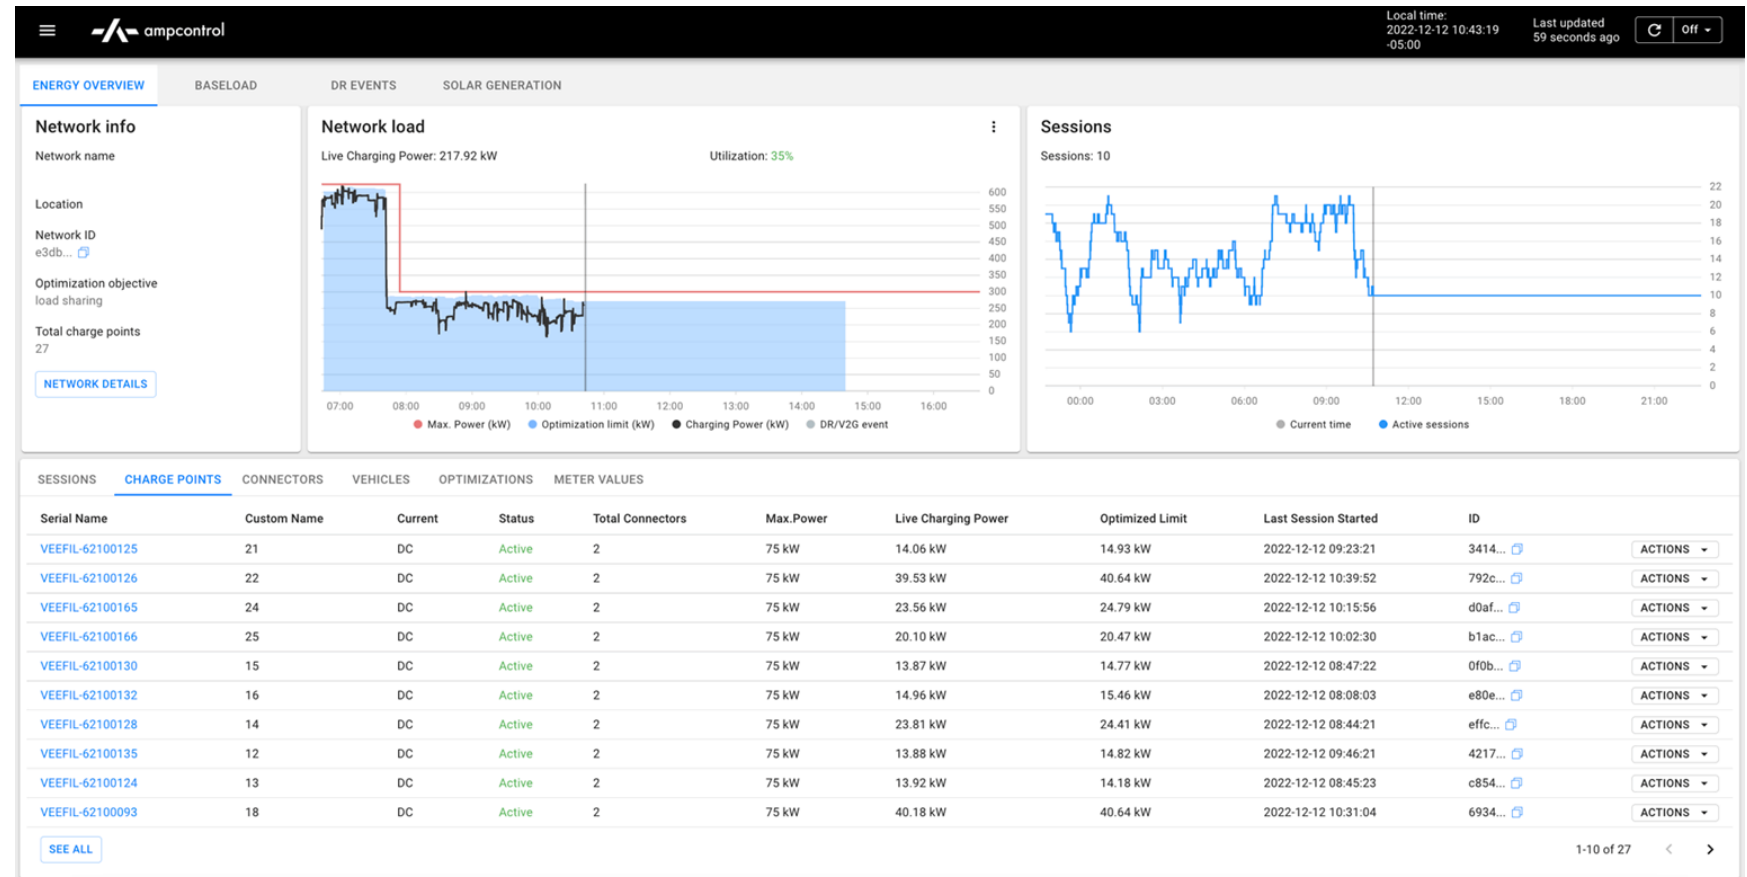 ampcontrol
Local time:
2022-12-12 10:43:19
-05:00
Last updated
59 seconds ago
Off
ENERGY OVERVIEW BASELOAD DR EVENTS SOLAR GENERATION
Network info
Network name
Location
Network ID
e3db...
Optimization objective
load sharing
Total charge points
27
NETWORK DETAILS
Network load
Live Charging Power: 217.92 kW Utilization: 35%
600
550
500
450
400
350
300
250
200
150
100
50
0
07:00 08:00 09:00 10:00 11:00 12:00 13:00 14:00 15:00 16:00
Max. Power (kW) Optimization limit (kW) Charging Power (kW) DR/V2G event
Sessions
Sessions: 10
22
20
18
16
14
12
10
8
6
4
2
0
00:00 03:00 06:00 09:00 12:00 15:00 18:00 21:00
Current time Active sessions
SESSIONS CHARGE POINTS CONNECTORS VEHICLES OPTIMIZATIONS METER VALUES
Serial Name Custom Name Current Status Total Connectors Max.Power Live Charging Power Optimized Limit Last Session Started ID
VEEFIL-62100125 21 DC Active 2 75 kW 14.06 kW 14.93 kW 2022-12-12 09:23:21 3414... ACTIONS
VEEFIL-62100126 22 DC Active 2 75 kW 39.53 kW 40.64 kW 2022-12-12 10:39:52 792c... ACTIONS
VEEFIL-62100165 24 DC Active 2 75 kW 23.56 kW 24.79 kW 2022-12-12 10:15:56 d0af... ACTIONS
VEEFIL-62100166 25 DC Active 2 75 kW 20.10 kW 20.47 kW 2022-12-12 10:02:30 b1ac... ACTIONS
VEEFIL-62100130 15 DC Active 2 75 kW 13.87 kW 14.77 kW 2022-12-12 08:47:22 0f0b... ACTIONS
VEEFIL-62100132 16 DC Active 2 75 kW 14.96 kW 15.46 kW 2022-12-12 08:08:03 e80e... ACTIONS
VEEFIL-62100128 14 DC Active 2 75 kW 23.81 kW 24.41 kW 2022-12-12 08:44:21 effc... ACTIONS
VEEFIL-62100135 12 DC Active 2 75 kW 13.88 kW 14.82 kW 2022-12-12 09:46:21 4217... ACTIONS
VEEFIL-62100124 13 DC Active 2 75 kW 13.92 kW 14.18 kW 2022-12-12 08:45:23 c854... ACTIONS
VEEFIL-62100093 18 DC Active 2 75 kW 40.18 kW 40.64 kW 2022-12-12 10:31:04 6934... ACTIONS
SEE ALL 1-10 of 27